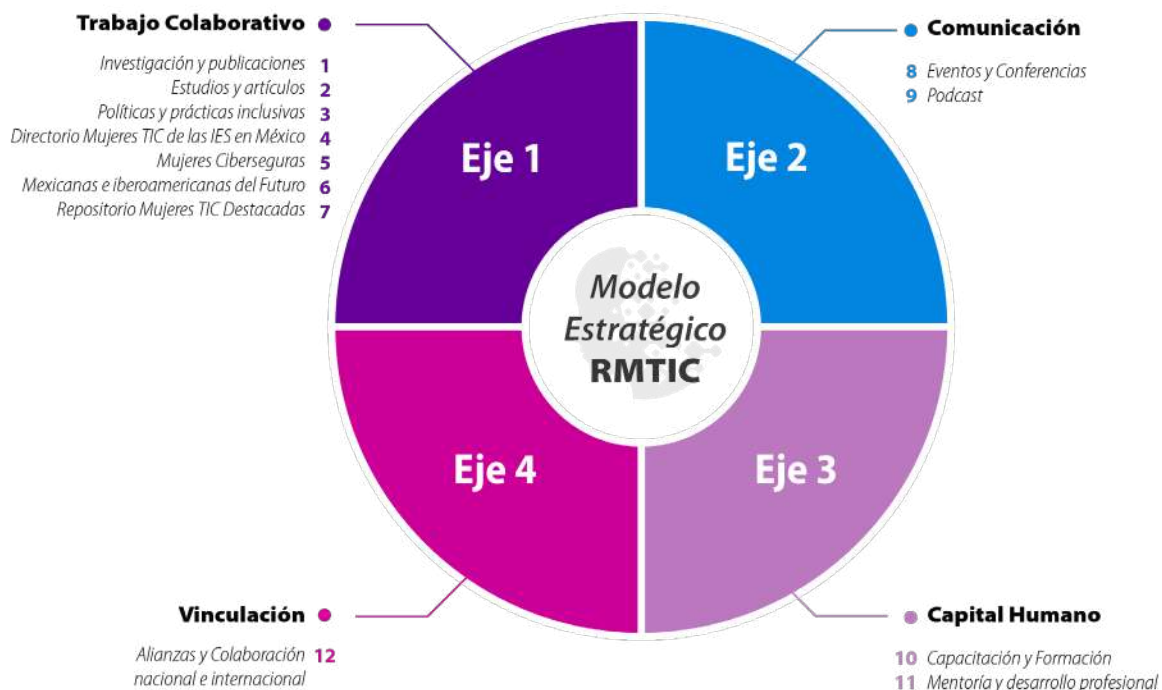 Trabajo Colaborativo
Investigación y publicaciones 1
Estudios y artículos 2
Políticas y prácticas inclusivas 3
Directorio Mujeres TIC de las IES en México 4
Mujeres Ciberseguras 5
Mexicanas e iberoamericanas del Futuro 6
Repositorio Mujeres TIC Destacadas 7
Comunicación
8 Eventos y Conferencias
9 Podcast
Eje 1
Eje 2
Modelo
Estratégico
RMTIC
Eje 4
Eje 3
Vinculación
Alianzas y Colaboración 12
nacional e internacional
Capital Humano
10 Capacitación y Formación
11 Mentoría y desarrollo profesional